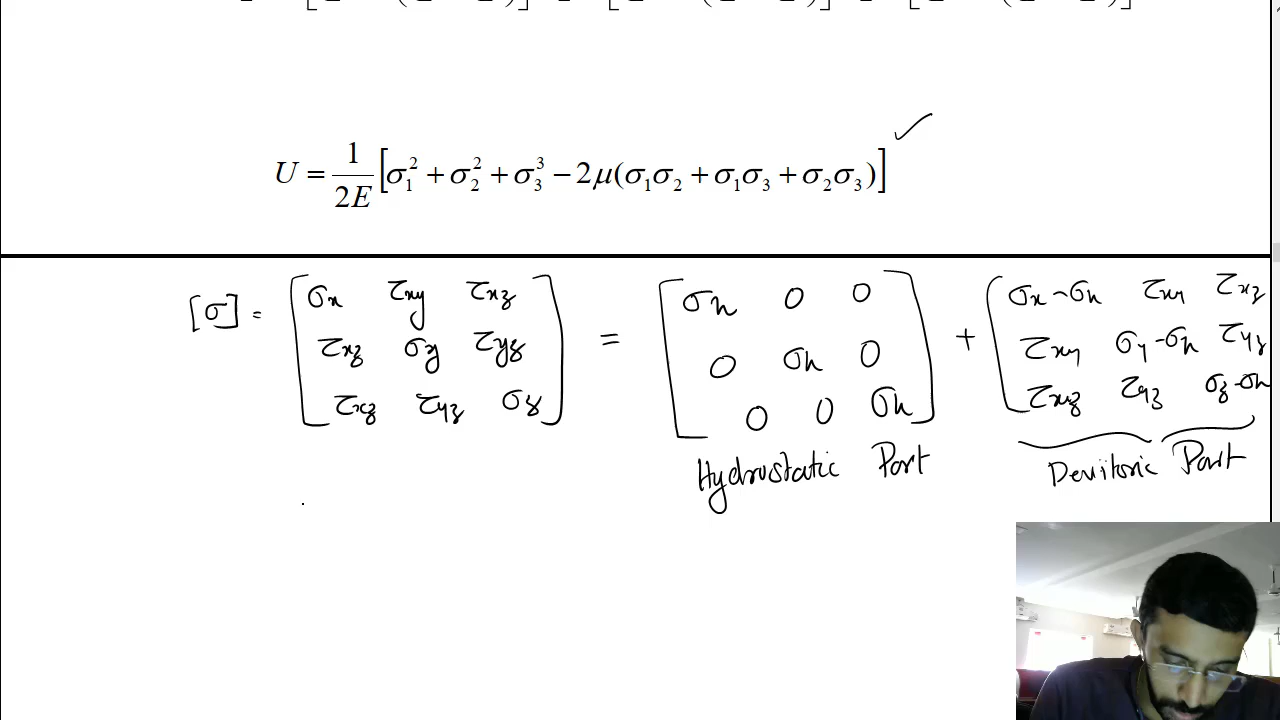 U = 1/2E [σ₁² + σ₂² + σ₃³ − 2μ(σ₁σ₂ + σ₁σ₃ + σ₂σ₃)] ✓
[σ] = [σx τxy τxz = [σh 0 0 + [σx-σh τxy τxz
τxz σy τyz 0 σh 0 τxy σy-σh τyz
τxz τyz σz] 0 0 σh] τxz τyz σz-σh
Hydrostatic Part Devitoric Part